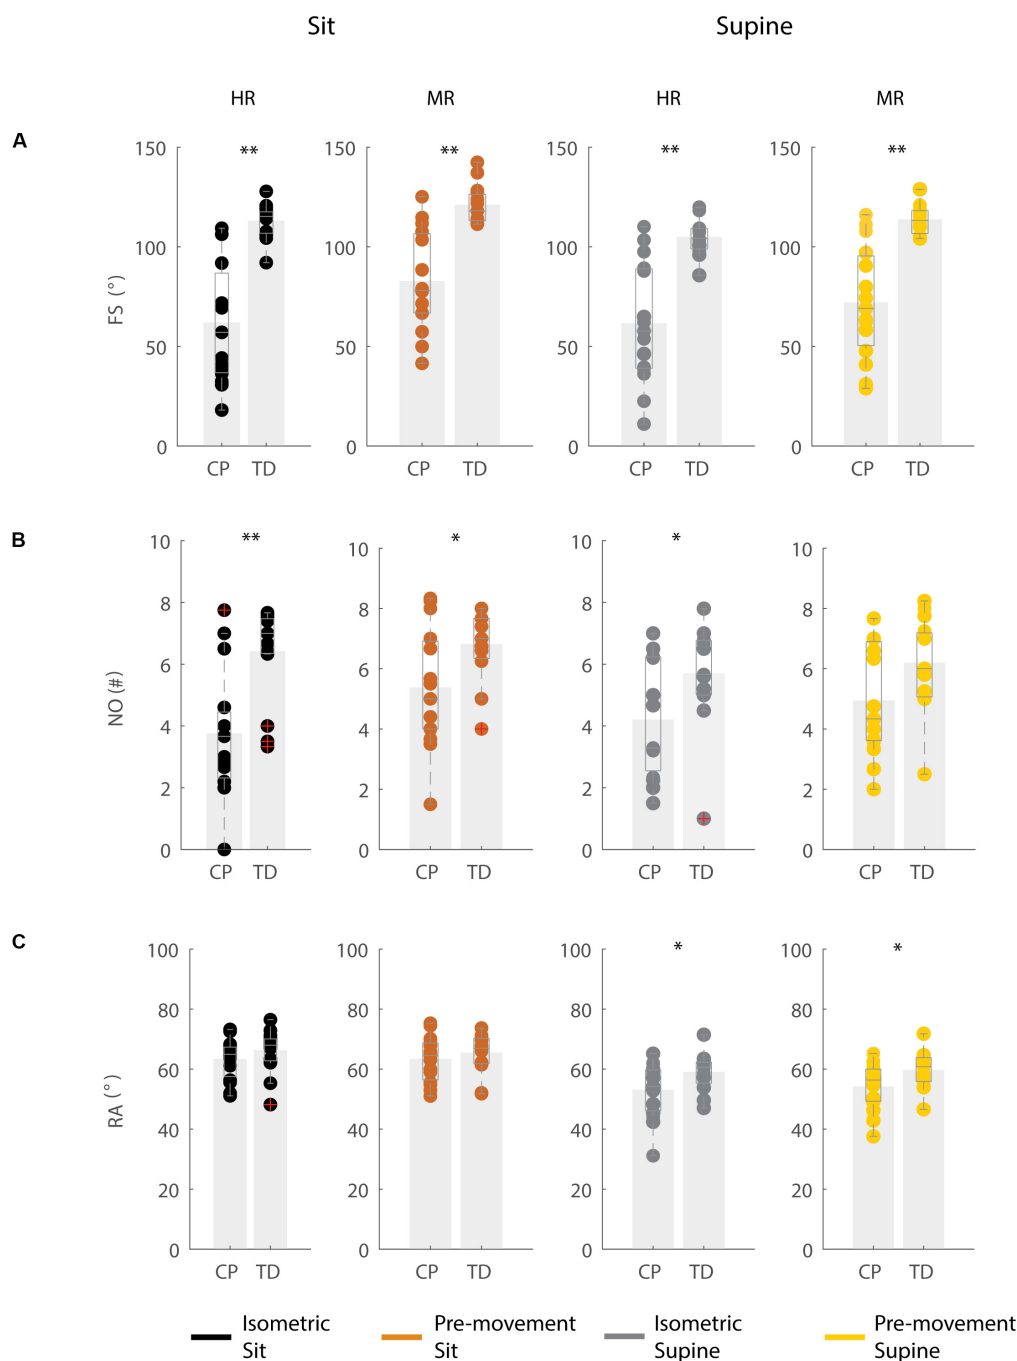 Sit Supine
HR MR HR MR
A
** ** ** **
150 150 150 150
100 100 100 100
50 50 50 50
0 0 0 0
FS (°)
CP TD CP TD CP TD CP TD
B
** * *
10 10 10 10
8 8 8 8
6 6 6 6
4 4 4 4
2 2 2 2
0 0 0 0
NO (#)
CP TD CP TD CP TD CP TD
C
* *
100 100 100 100
80 80 80 80
60 60 60 60
40 40 40 40
20 20 20 20
0 0 0 0
RA (°)
CP TD CP TD CP TD CP TD
Isometric Sit
Pre-movement Sit
Isometric Supine
Pre-movement Supine